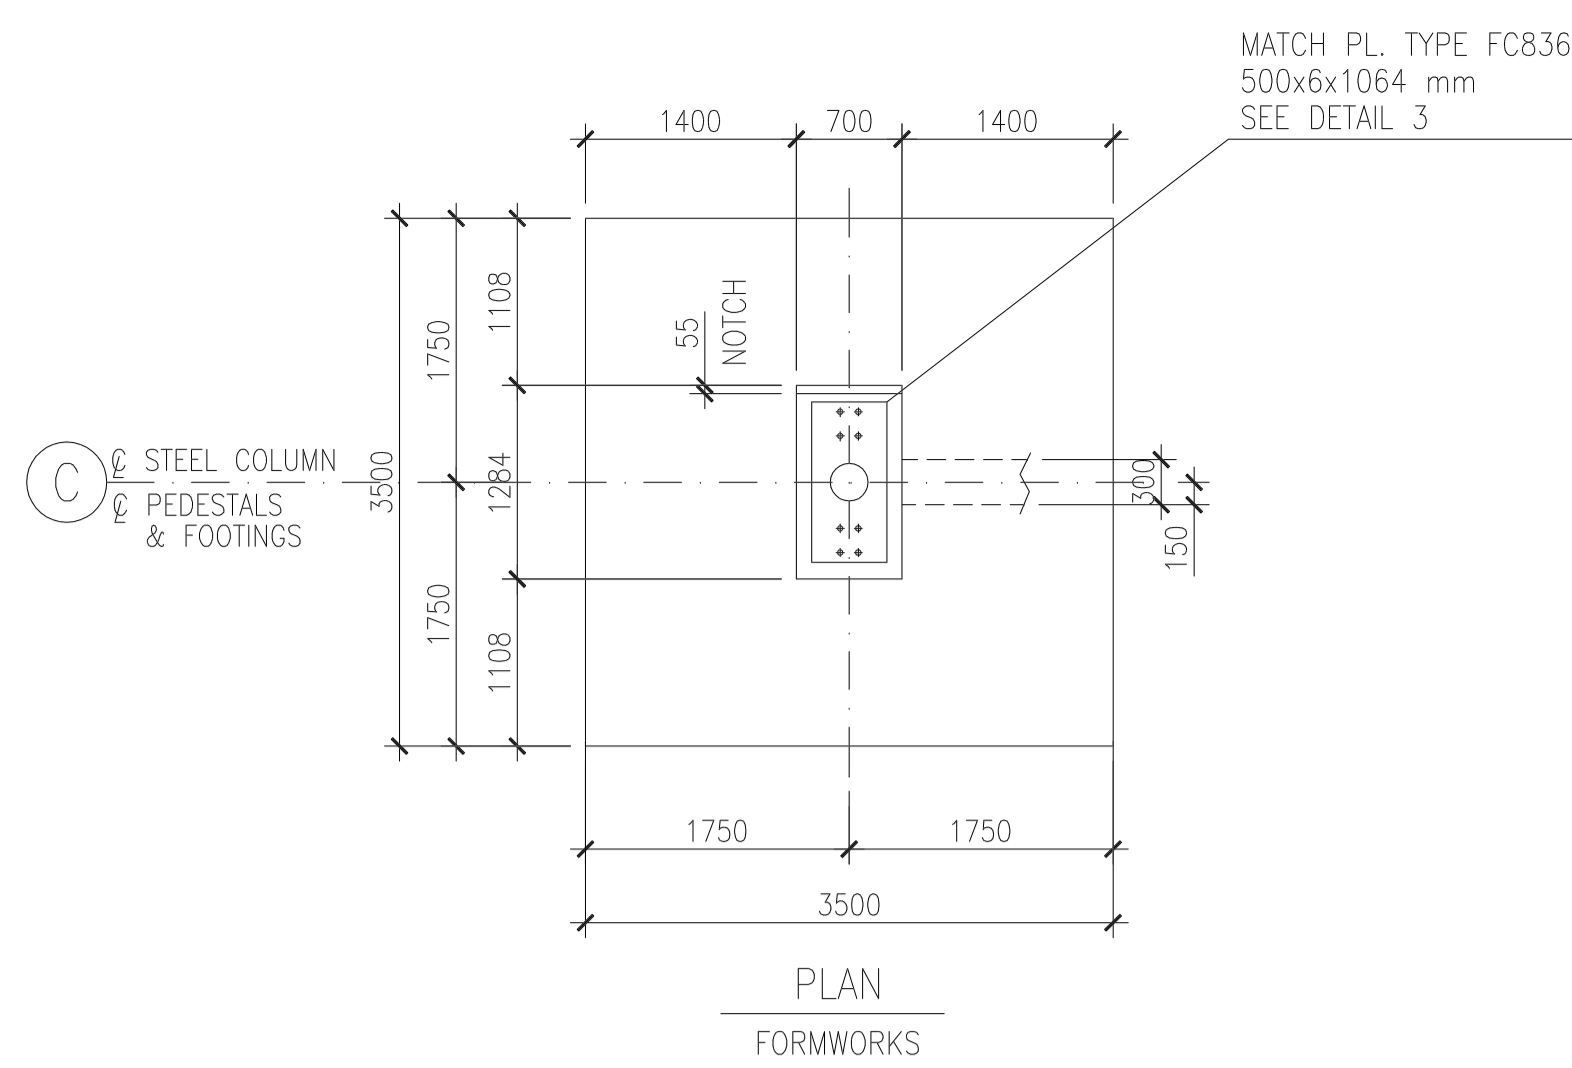 MATCH PL. TYPE FC836
500x6x1064 mm
SEE DETAIL 3
1400
700
1400
1108
1750
55
NOTCH
C
℄ STEEL COLUMN
℄ PEDESTALS
& FOOTINGS
3500
1284
300
150
1750
1108
1750
1750
3500
PLAN
FORMWORKS